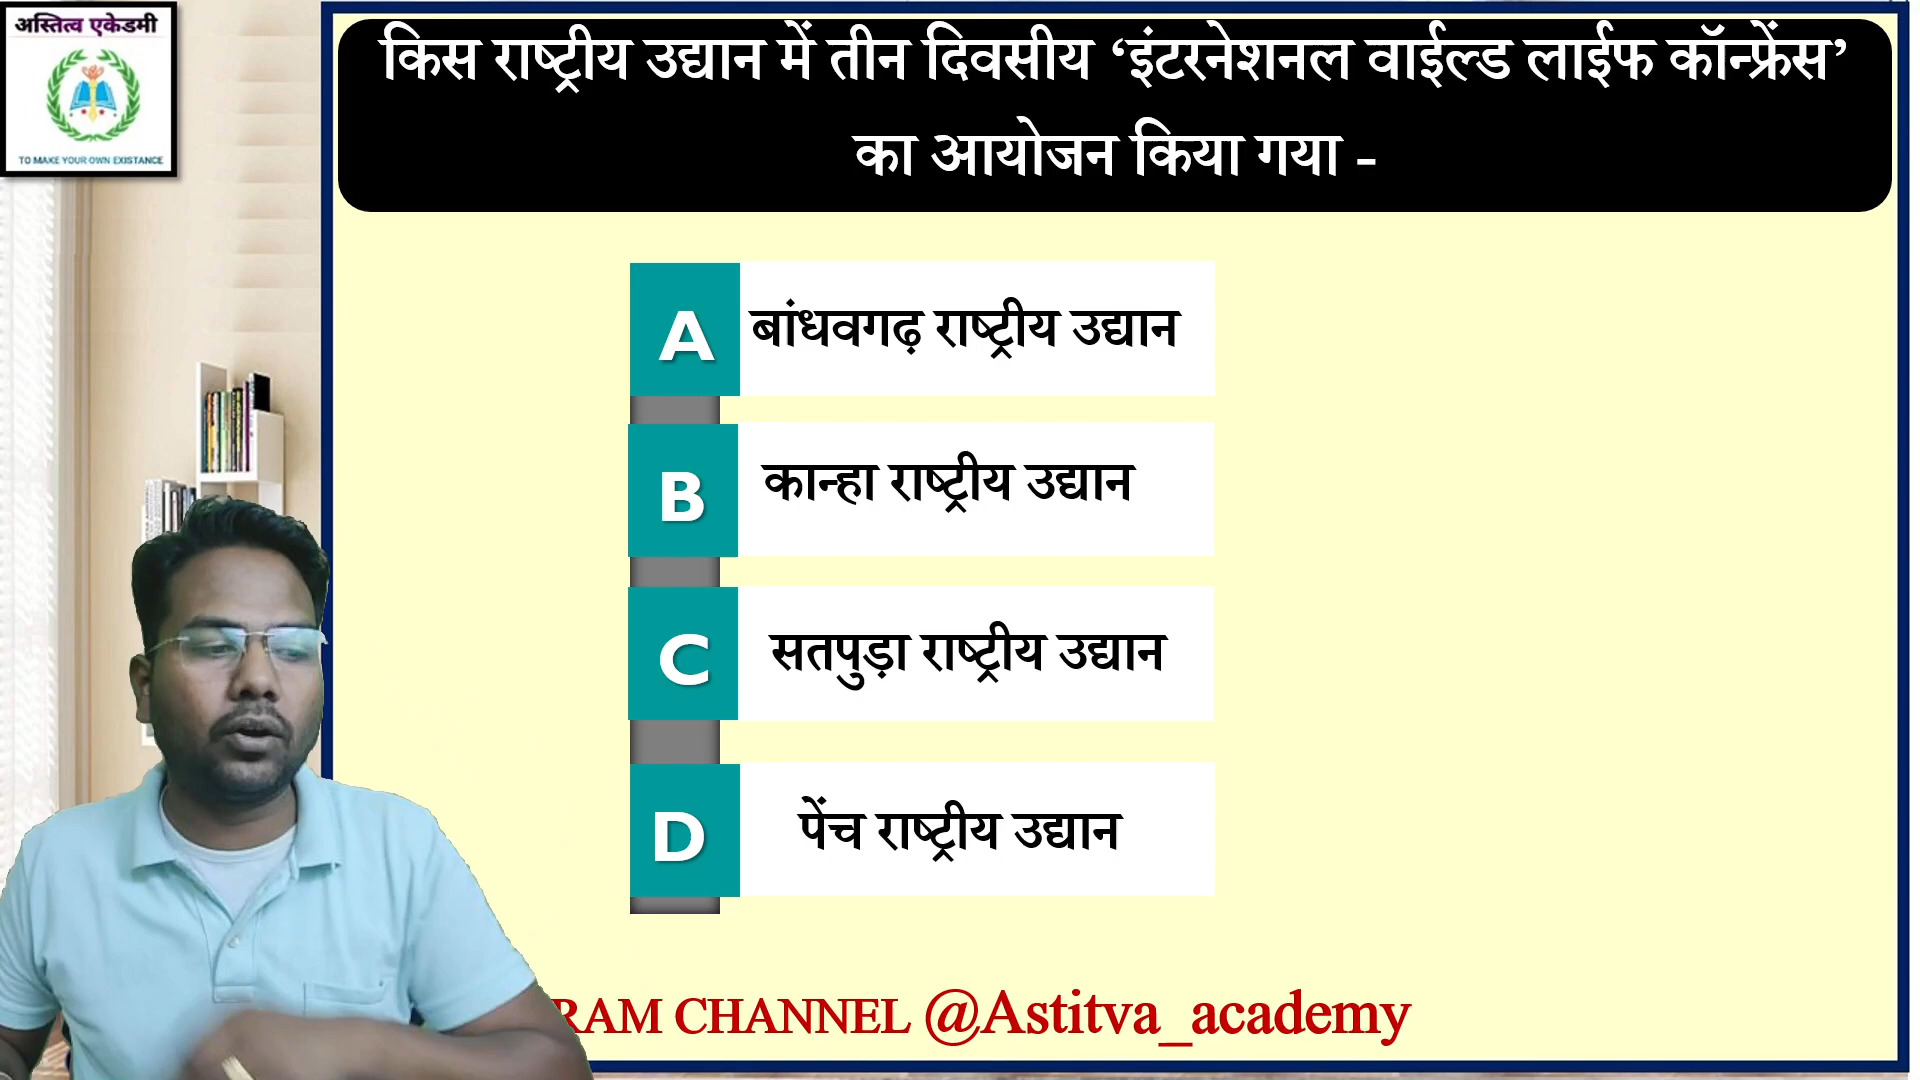 अस्तित्व एकेडमी
TO MAKE YOUR OWN EXISTANCE
किस राष्ट्रीय उद्यान में तीन दिवसीय ‘इंटरनेशनल वाईल्ड लाईफ कॉन्फ्रेंस’
का आयोजन किया गया -
A बांधवगढ़ राष्ट्रीय उद्यान
B कान्हा राष्ट्रीय उद्यान
C सतपुड़ा राष्ट्रीय उद्यान
D पेंच राष्ट्रीय उद्यान
RAM CHANNEL @Astitva_academy